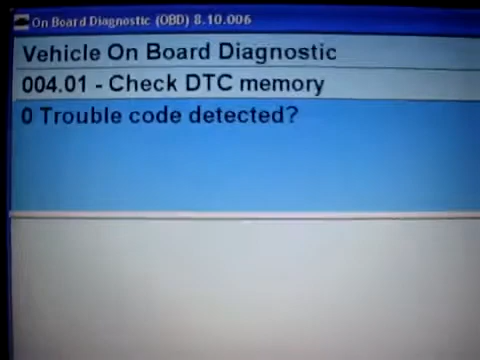 On Board Diagnostic (OBD) 8.10.006
Vehicle On Board Diagnostic
004.01 - Check DTC memory
0 Trouble code detected?